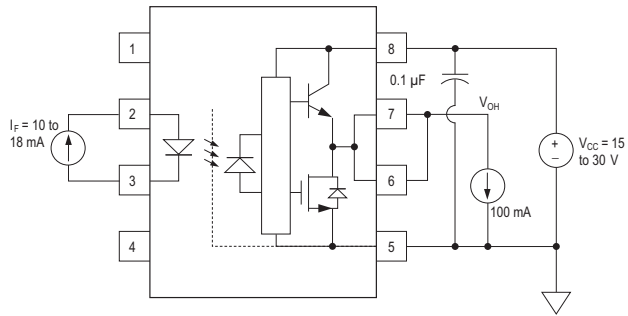 1
8
0.1 µF
V_OH
I_F = 10 to
18 mA
2
7
3
6
+
–
V_CC = 15
to 30 V
100 mA
4
5